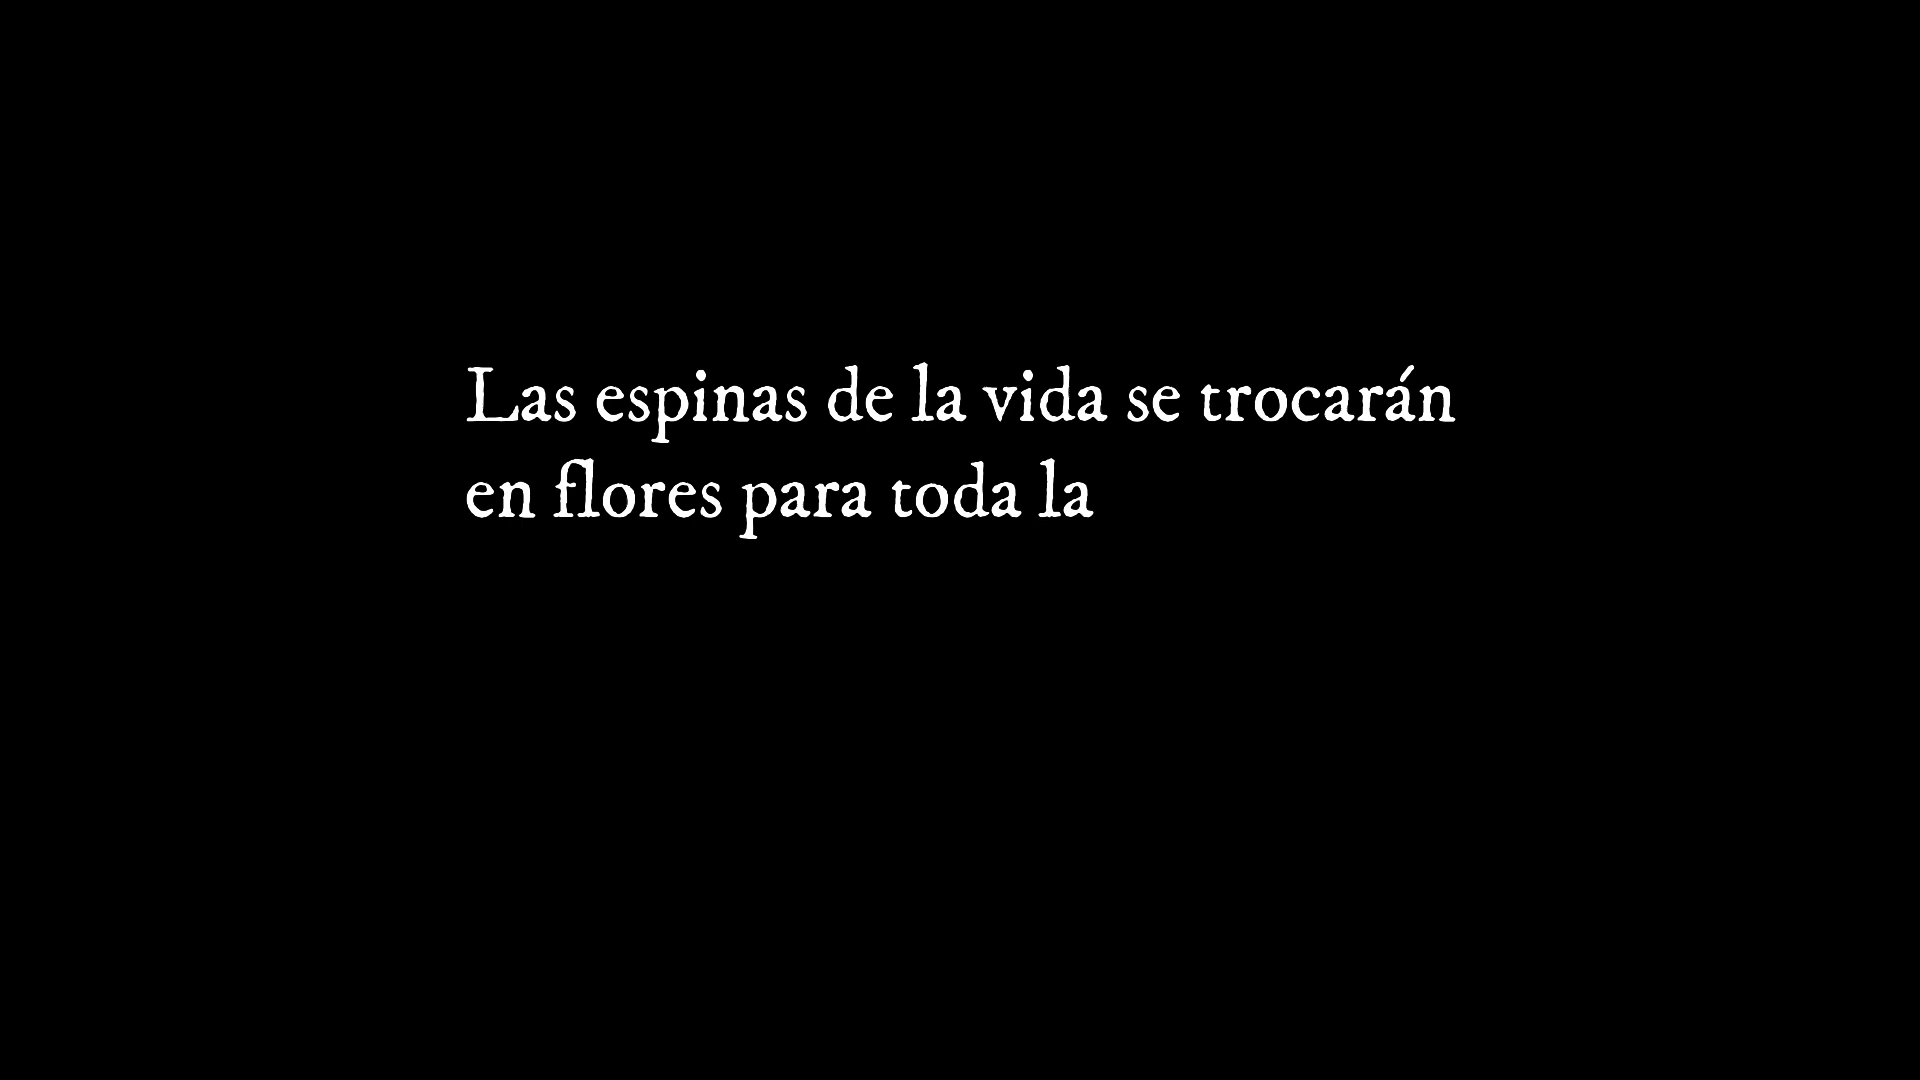 Las espinas de la vida se trocarán
en flores para toda la